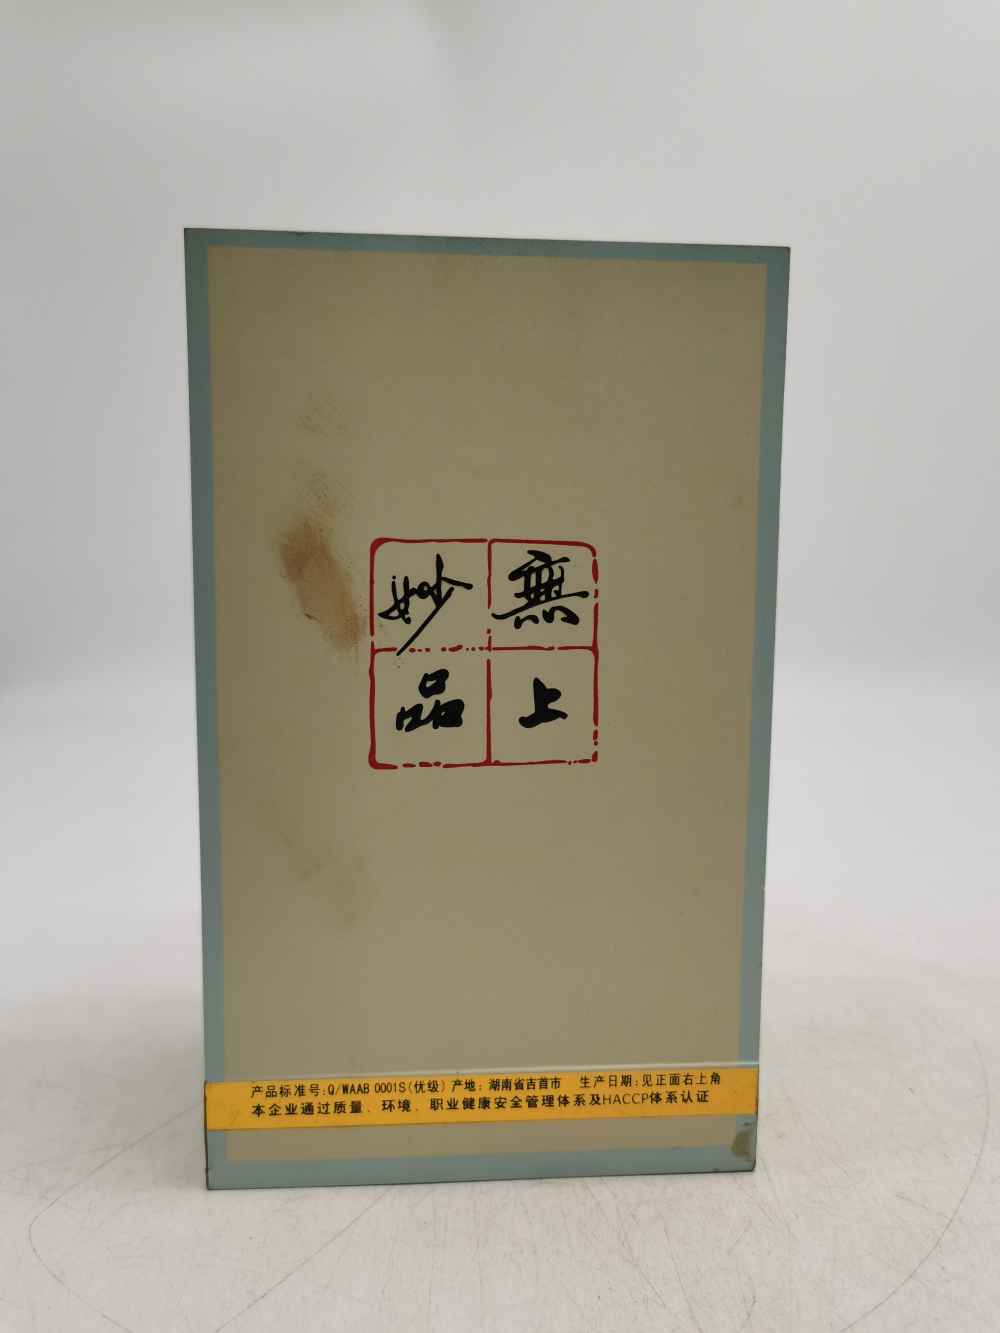 無上
妙品
产品标准号:Q/WAAB 0001S(优级) 产地: 湖南省吉首市 生产日期:见正面右上角
本企业通过质量、环境、职业健康安全管理体系及HACCP体系认证